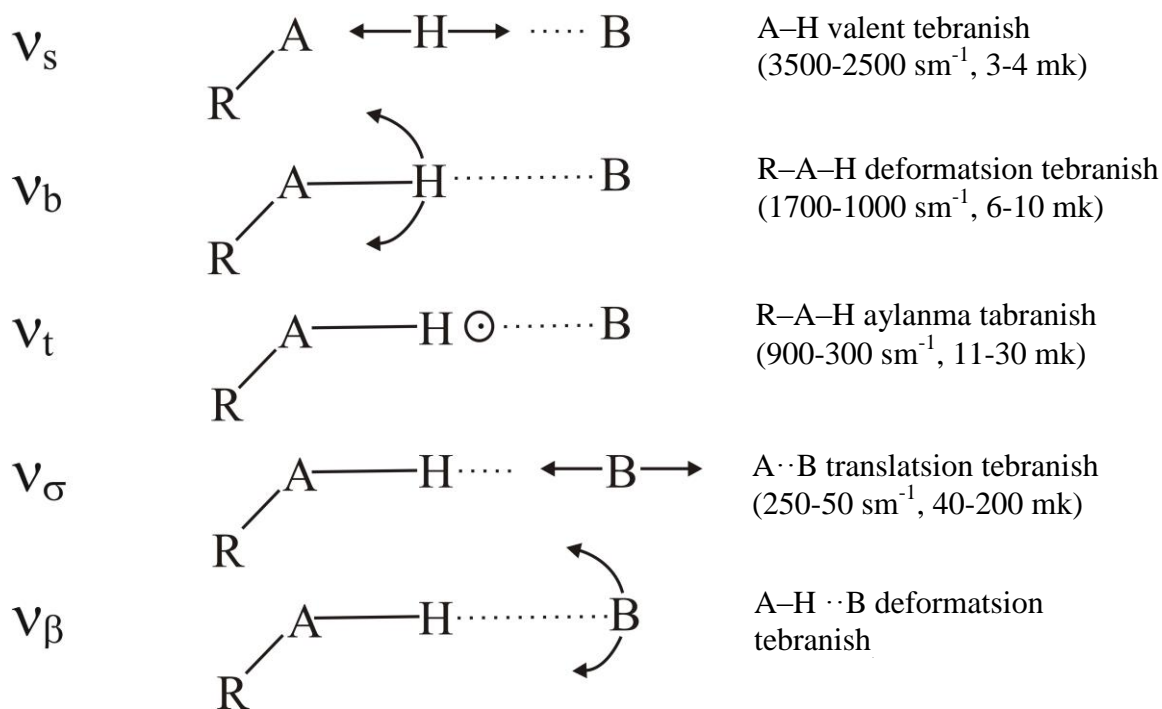 νs A H B A–H valent tebranish
R (3500-2500 sm-1, 3-4 mk)
νb A H B R–A–H deformatsion tebranish
R (1700-1000 sm-1, 6-10 mk)
νt A H B R–A–H aylanma tabranish
R (900-300 sm-1, 11-30 mk)
νσ A H B A··B translatsion tebranish
R (250-50 sm-1, 40-200 mk)
νβ A H B A–H ··B deformatsion
R tebranish